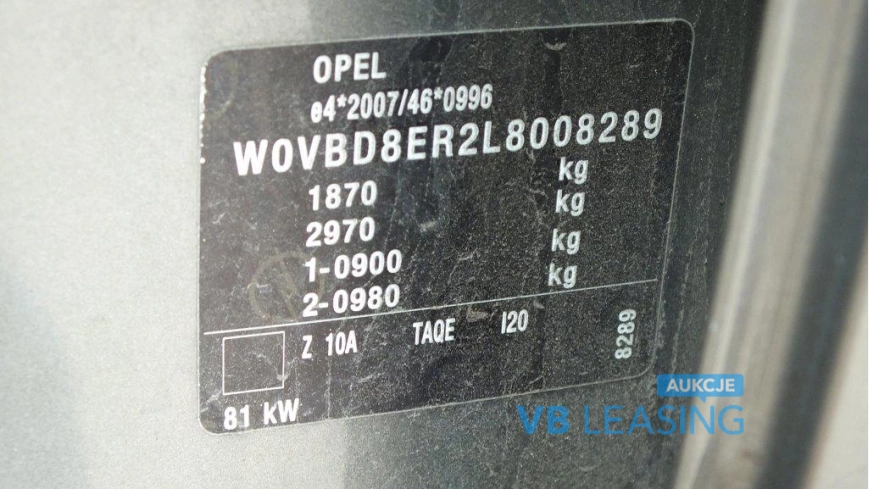 OPEL
e4*2007/46*0996
W0VBD8ER2L8008289
1870 kg
2970 kg
1-0900 kg
2-0980 kg
Z 10A TAQE I20
8289
81 kW
AUKCJE
VB LEASING